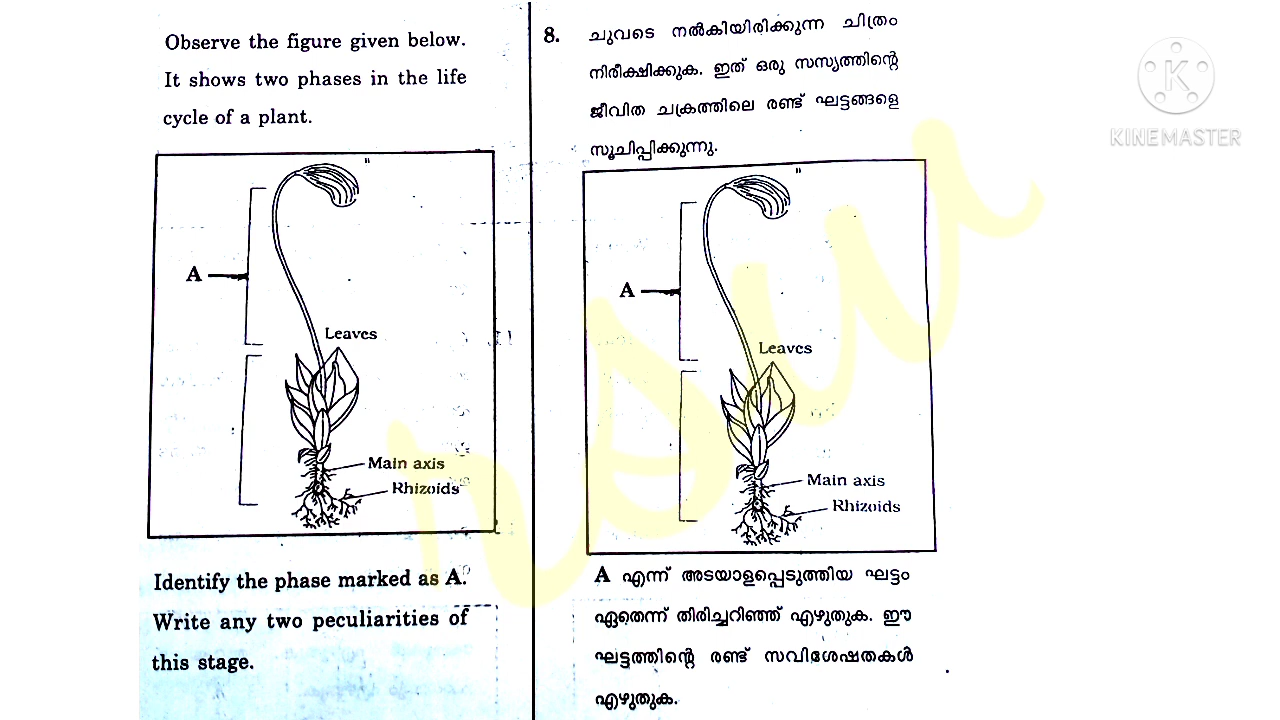 Observe the figure given below.
It shows two phases in the life
cycle of a plant.
A
Leaves
Main axis
Rhizoids
Identify the phase marked as A.
Write any two peculiarities of
this stage.
8.
ചുവടെ നൽകിയിരിക്കുന്ന ചിത്രം
നിരീക്ഷിക്കുക. ഇത് ഒരു സസ്യത്തിന്റെ
ജീവിത ചക്രത്തിലെ രണ്ട് ഘട്ടങ്ങളെ
സൂചിപ്പിക്കുന്നു.
A
Leaves
Main axis
Rhizoids
A എന്ന് അടയാളപ്പെടുത്തിയ ഘട്ടം
ഏതെന്ന് തിരിച്ചറിഞ്ഞ് എഴുതുക. ഈ
ഘട്ടത്തിന്റെ രണ്ട് സവിശേഷതകൾ
എഴുതുക.
K
KINEMASTER
nsu